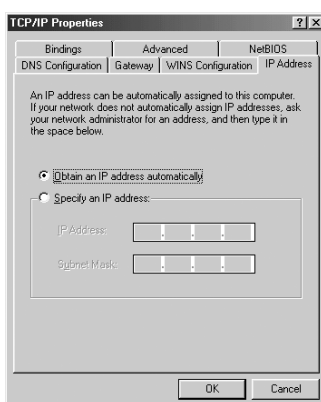 TCP/IP Properties
Bindings Advanced NetBIOS
DNS Configuration Gateway WINS Configuration IP Address
An IP address can be automatically assigned to this computer.
If your network does not automatically assign IP addresses, ask
your network administrator for an address, and then type it in
the space below.
Obtain an IP address automatically
Specify an IP address:
IP Address:
Subnet Mask:
OK Cancel